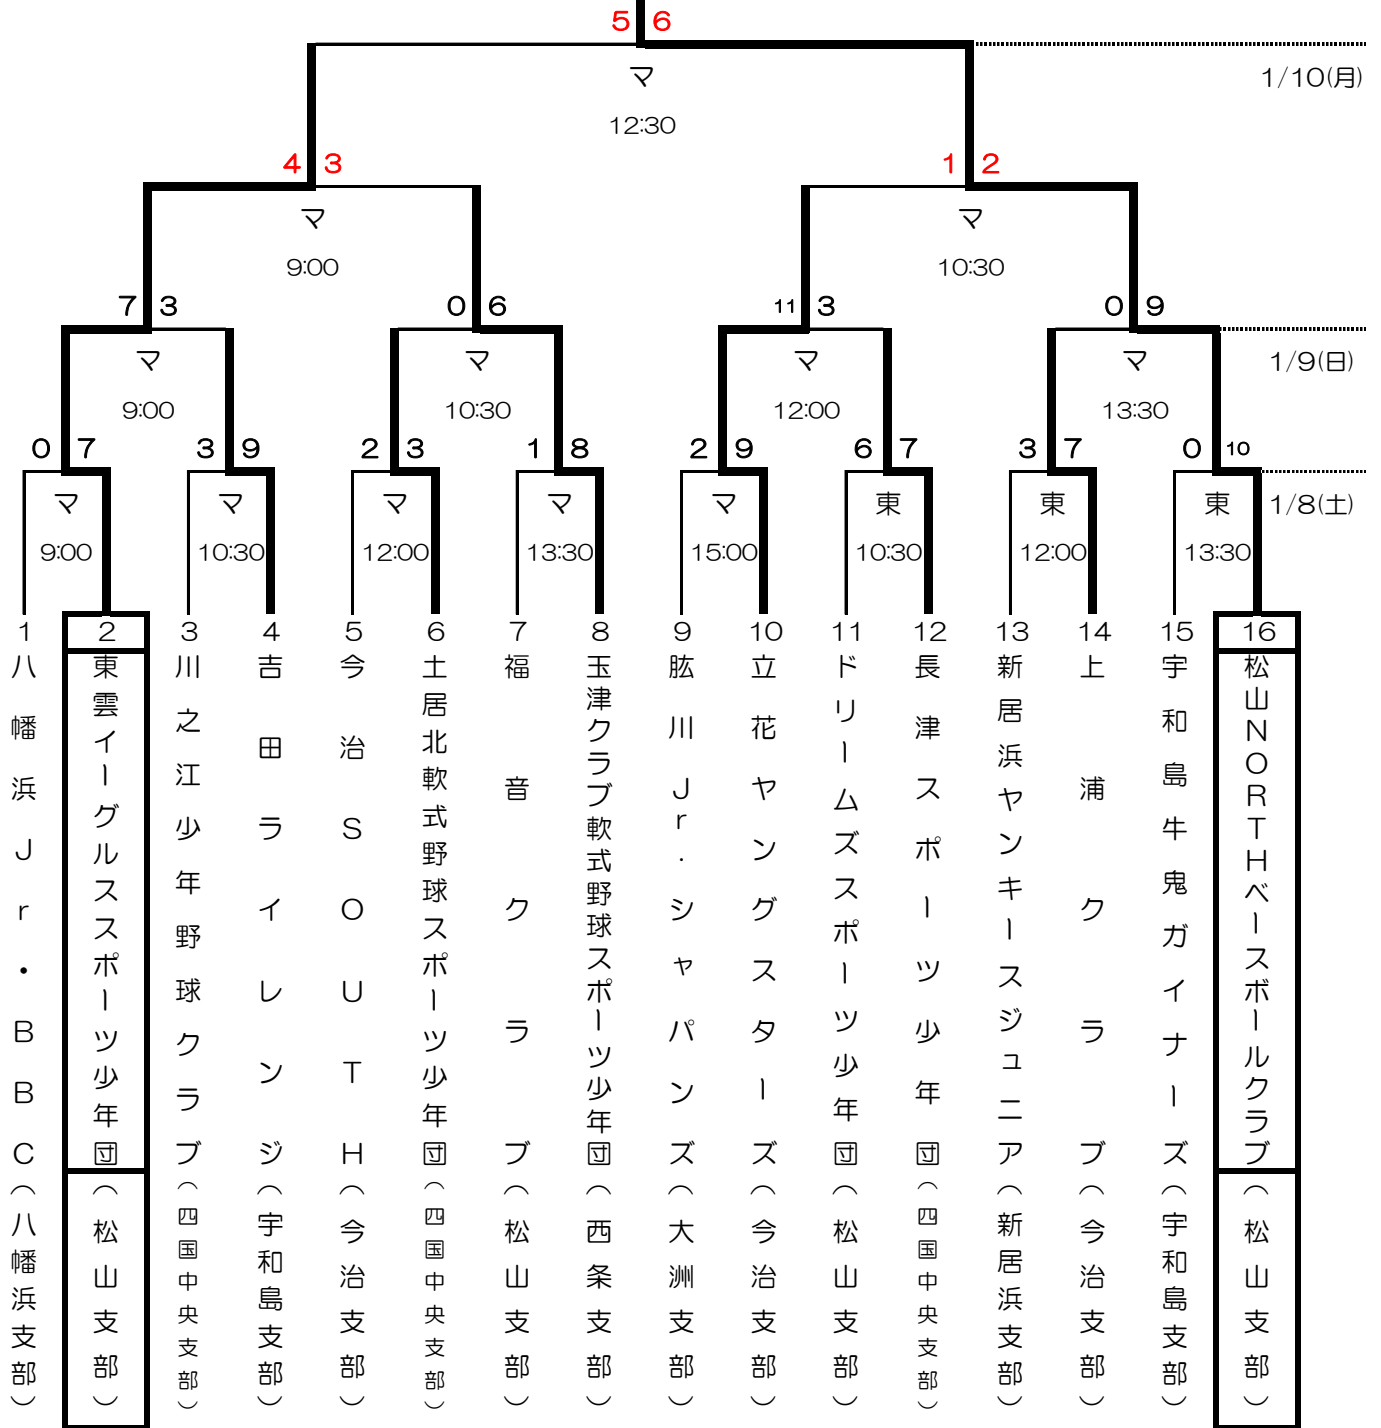 5 6
マ
1/10(月)
12:30
4 3
1 2
マ
マ
9:00
10:30
7 3
0 6
11 3
0 9
マ
マ
マ
マ
1/9(日)
9:00
10:30
12:00
13:30
0 7
3 9
2 3
1 8
2 9
6 7
3 7
0 10
マ
マ
マ
マ
マ
東
東
東
1/8(土)
9:00
10:30
12:00
13:30
15:00
10:30
12:00
13:30
1
八幡浜Jr・BBC
(八幡浜支部)
2
東雲イーグルススポーツ少年団
(松山支部)
3
川之江少年野球クラブ
(四国中央支部)
4
吉田ライイレンジ
(宇和島支部)
5
今治SOUTH
(今治支部)
6
土居北軟式野球スポーツ少年団
(四国中央支部)
7
福音クラブ
(松山支部)
8
玉津クラブ軟式野球スポーツ少年団
(西条支部)
9
肱川Jr.シャパンズ
(大洲支部)
10
立花ヤングスターズ
(今治支部)
11
ドリームズスポーツ少年団
(松山支部)
12
長津スポーツ少年団
(四国中央支部)
13
新居浜ヤンキースジュニア
(新居浜支部)
14
上浦クラブ
(今治支部)
15
宇和島牛鬼ガイナーズ
(宇和島支部)
16
松山NORTHベースボールクラブ
(松山支部)